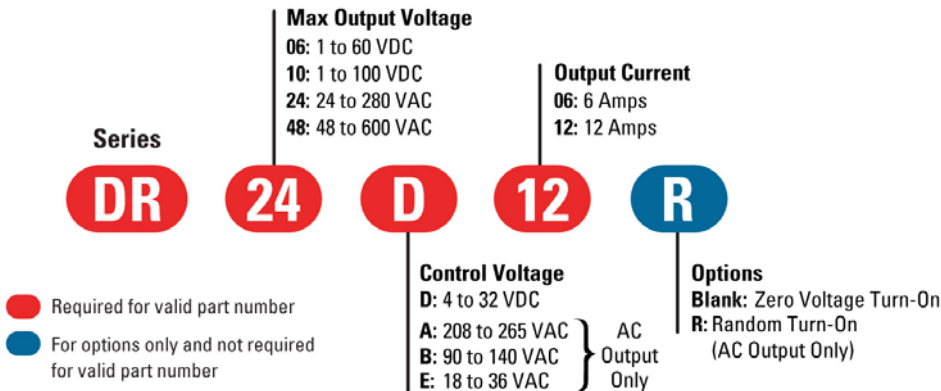 Max Output Voltage
06: 1 to 60 VDC
10: 1 to 100 VDC
24: 24 to 280 VAC
48: 48 to 600 VAC
Output Current
06: 6 Amps
12: 12 Amps
Series
DR 24 D 12 R
Required for valid part number
For options only and not required
for valid part number
Control Voltage
D: 4 to 32 VDC
A: 208 to 265 VAC
B: 90 to 140 VAC
E: 18 to 36 VAC
AC
Output
Only
Options
Blank: Zero Voltage Turn-On
R: Random Turn-On
(AC Output Only)